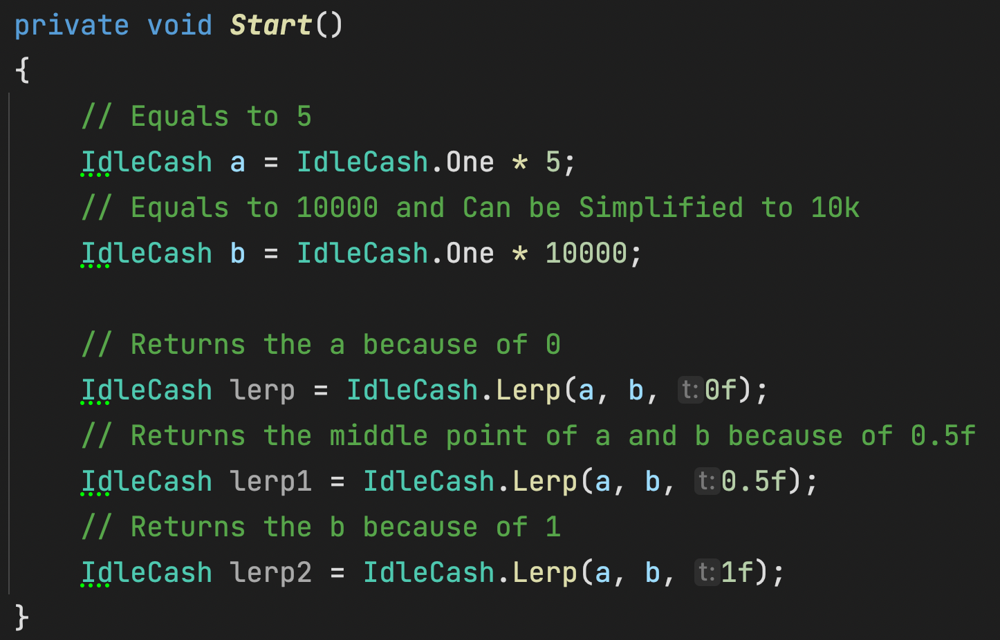 private void Start()
{
// Equals to 5
IdleCash a = IdleCash.One * 5;
// Equals to 10000 and Can be Simplified to 10k
IdleCash b = IdleCash.One * 10000;
// Returns the a because of 0
IdleCash lerp = IdleCash.Lerp(a, b, t:0f);
// Returns the middle point of a and b because of 0.5f
IdleCash lerp1 = IdleCash.Lerp(a, b, t:0.5f);
// Returns the b because of 1
IdleCash lerp2 = IdleCash.Lerp(a, b, t:1f);
}